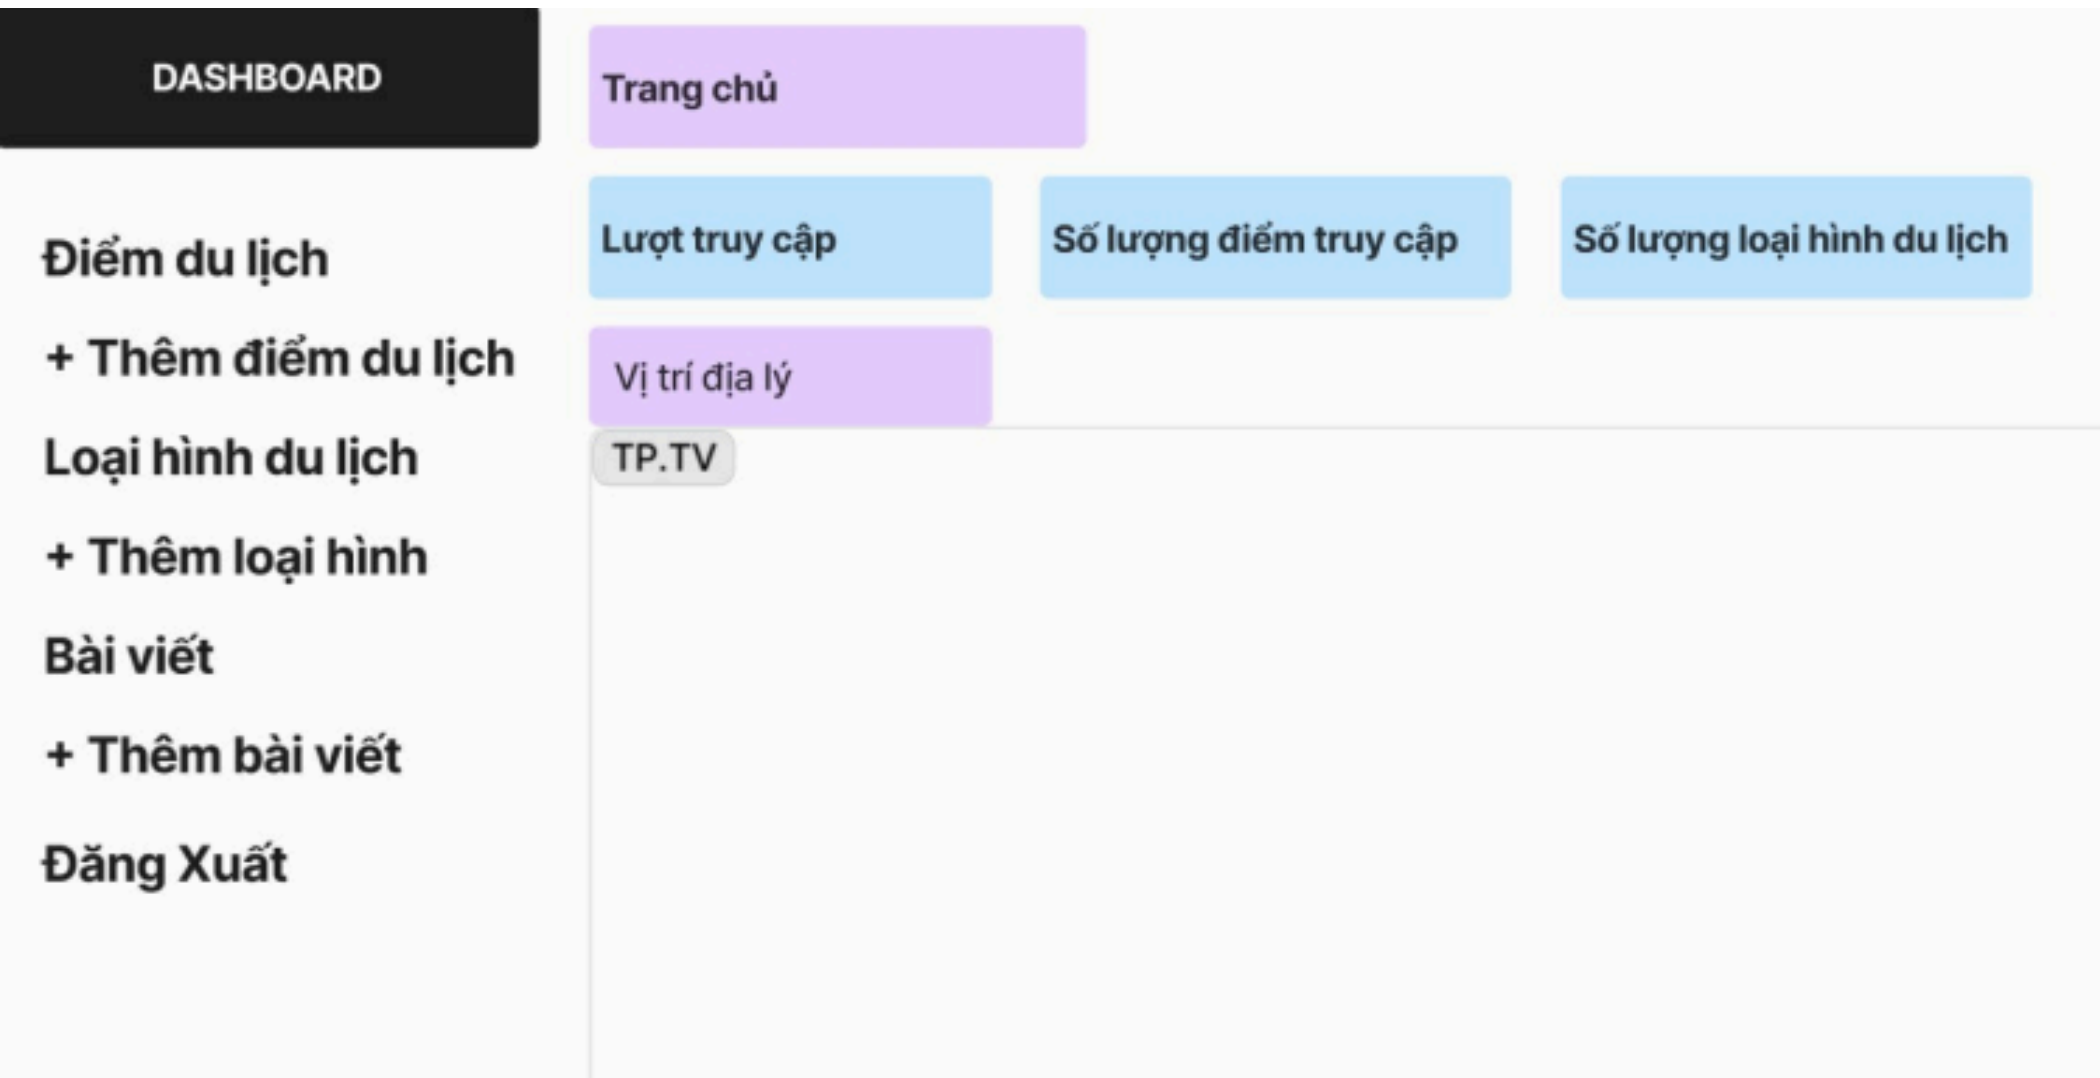 DASHBOARD
Điểm du lịch
+ Thêm điểm du lịch
Loại hình du lịch
+ Thêm loại hình
Bài viết
+ Thêm bài viết
Đăng Xuất
Trang chủ
Lượt truy cập
Số lượng điểm truy cập
Số lượng loại hình du lịch
Vị trí địa lý
TP.TV